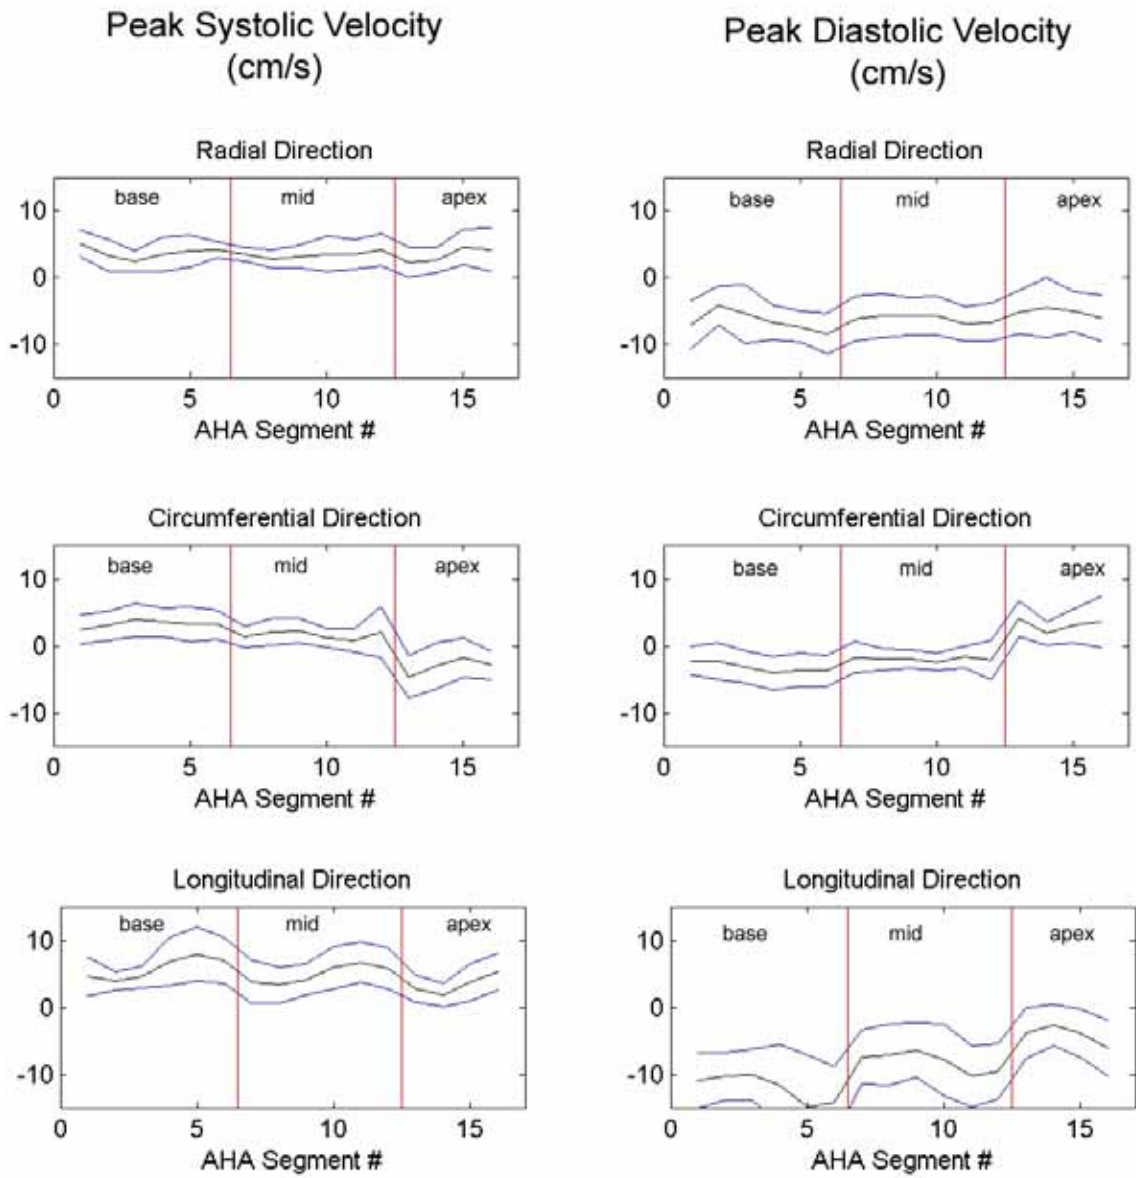 Peak Systolic Velocity
(cm/s)
Peak Diastolic Velocity
(cm/s)
Radial Direction
base mid apex
10
0
-10
0 5 10 15
AHA Segment #
Radial Direction
base mid apex
10
0
-10
0 5 10 15
AHA Segment #
Circumferential Direction
base mid apex
10
0
-10
0 5 10 15
AHA Segment #
Circumferential Direction
base mid apex
10
0
-10
0 5 10 15
AHA Segment #
Longitudinal Direction
base mid apex
10
0
-10
0 5 10 15
AHA Segment #
Longitudinal Direction
base mid apex
10
0
-10
0 5 10 15
AHA Segment #